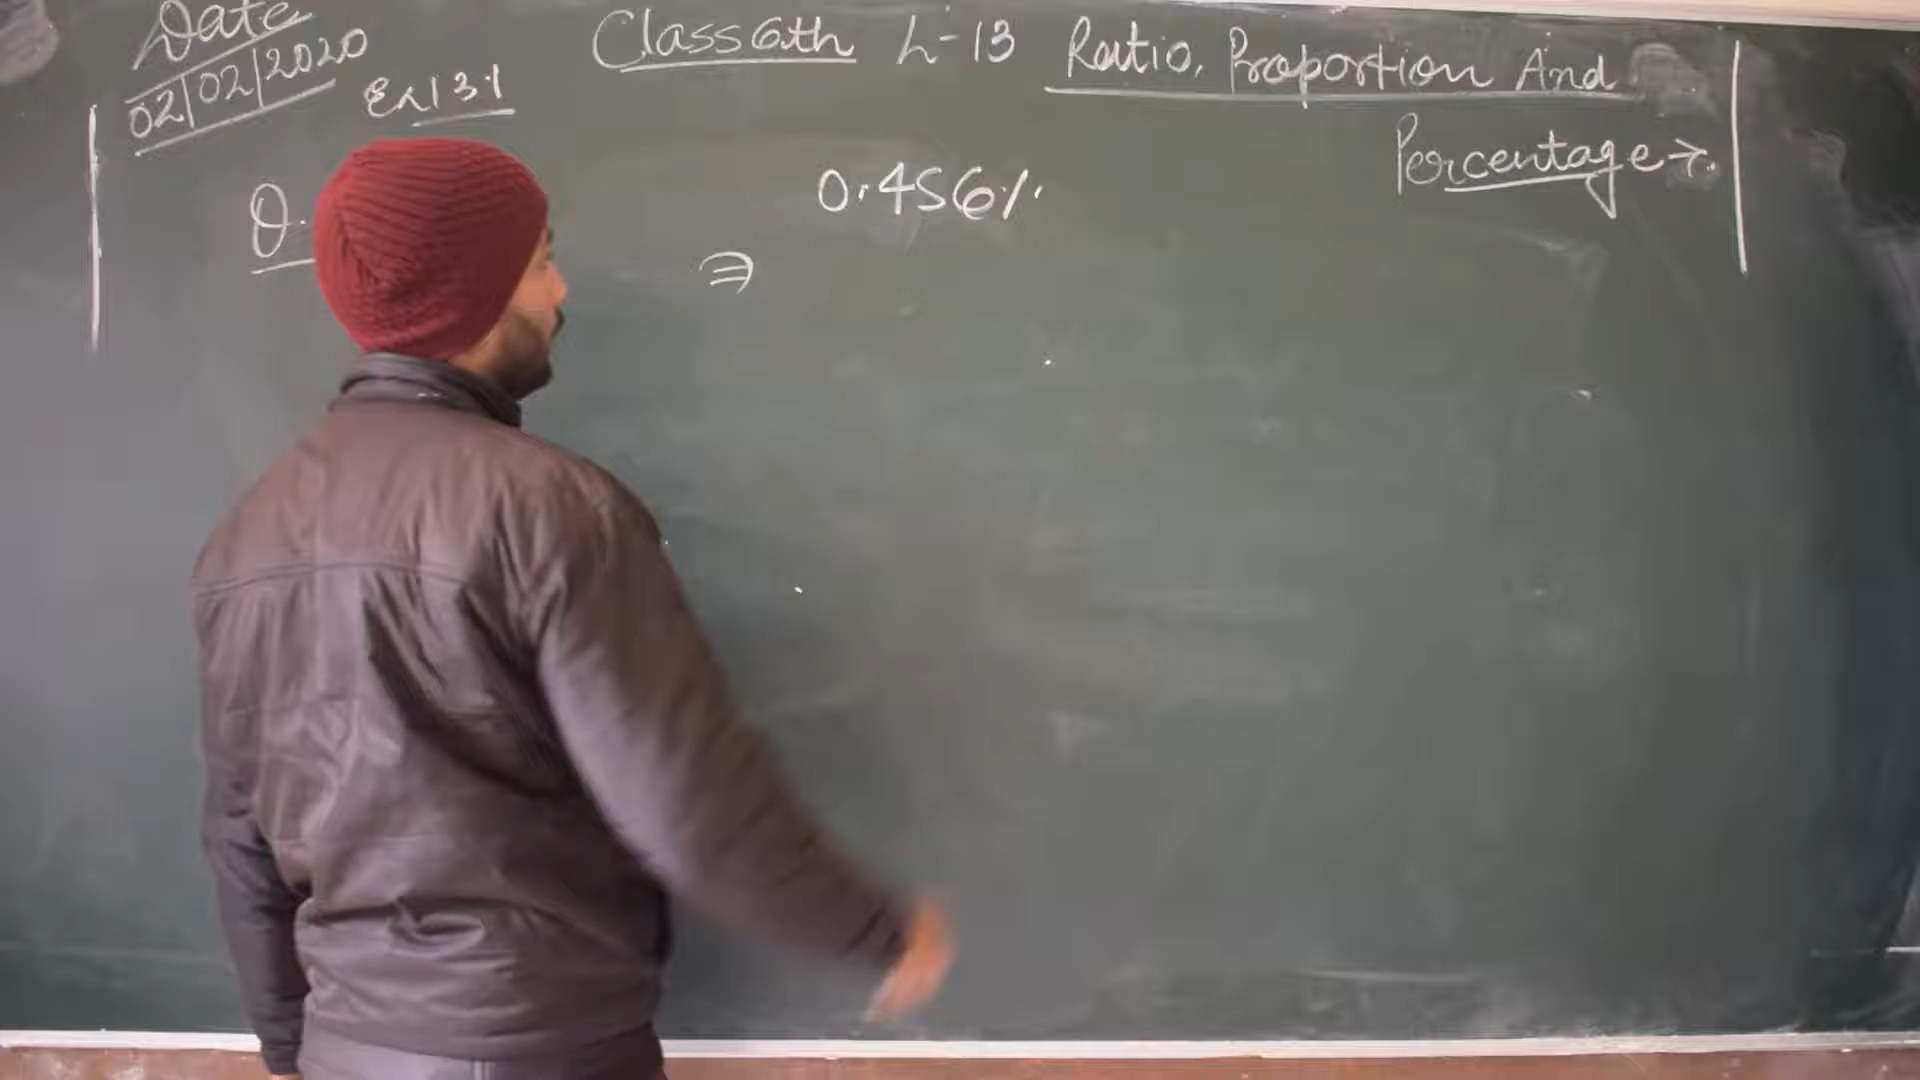 Date
02/02/2020
Class 6th L-13 Ratio, Proportion And
Percentage →.
Ex 13.1
Q.
0.456%
⇒